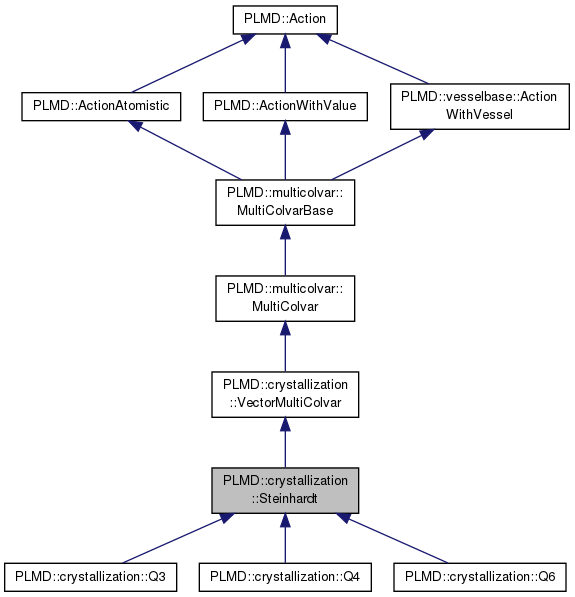 PLMD::Action
PLMD::ActionAtomistic
PLMD::ActionWithValue
PLMD::vesselbase::Action
WithVessel
PLMD::multicolvar::
MultiColvarBase
PLMD::multicolvar::
MultiColvar
PLMD::crystallization
::VectorMultiColvar
PLMD::crystallization
::Steinhardt
PLMD::crystallization::Q3
PLMD::crystallization::Q4
PLMD::crystallization::Q6